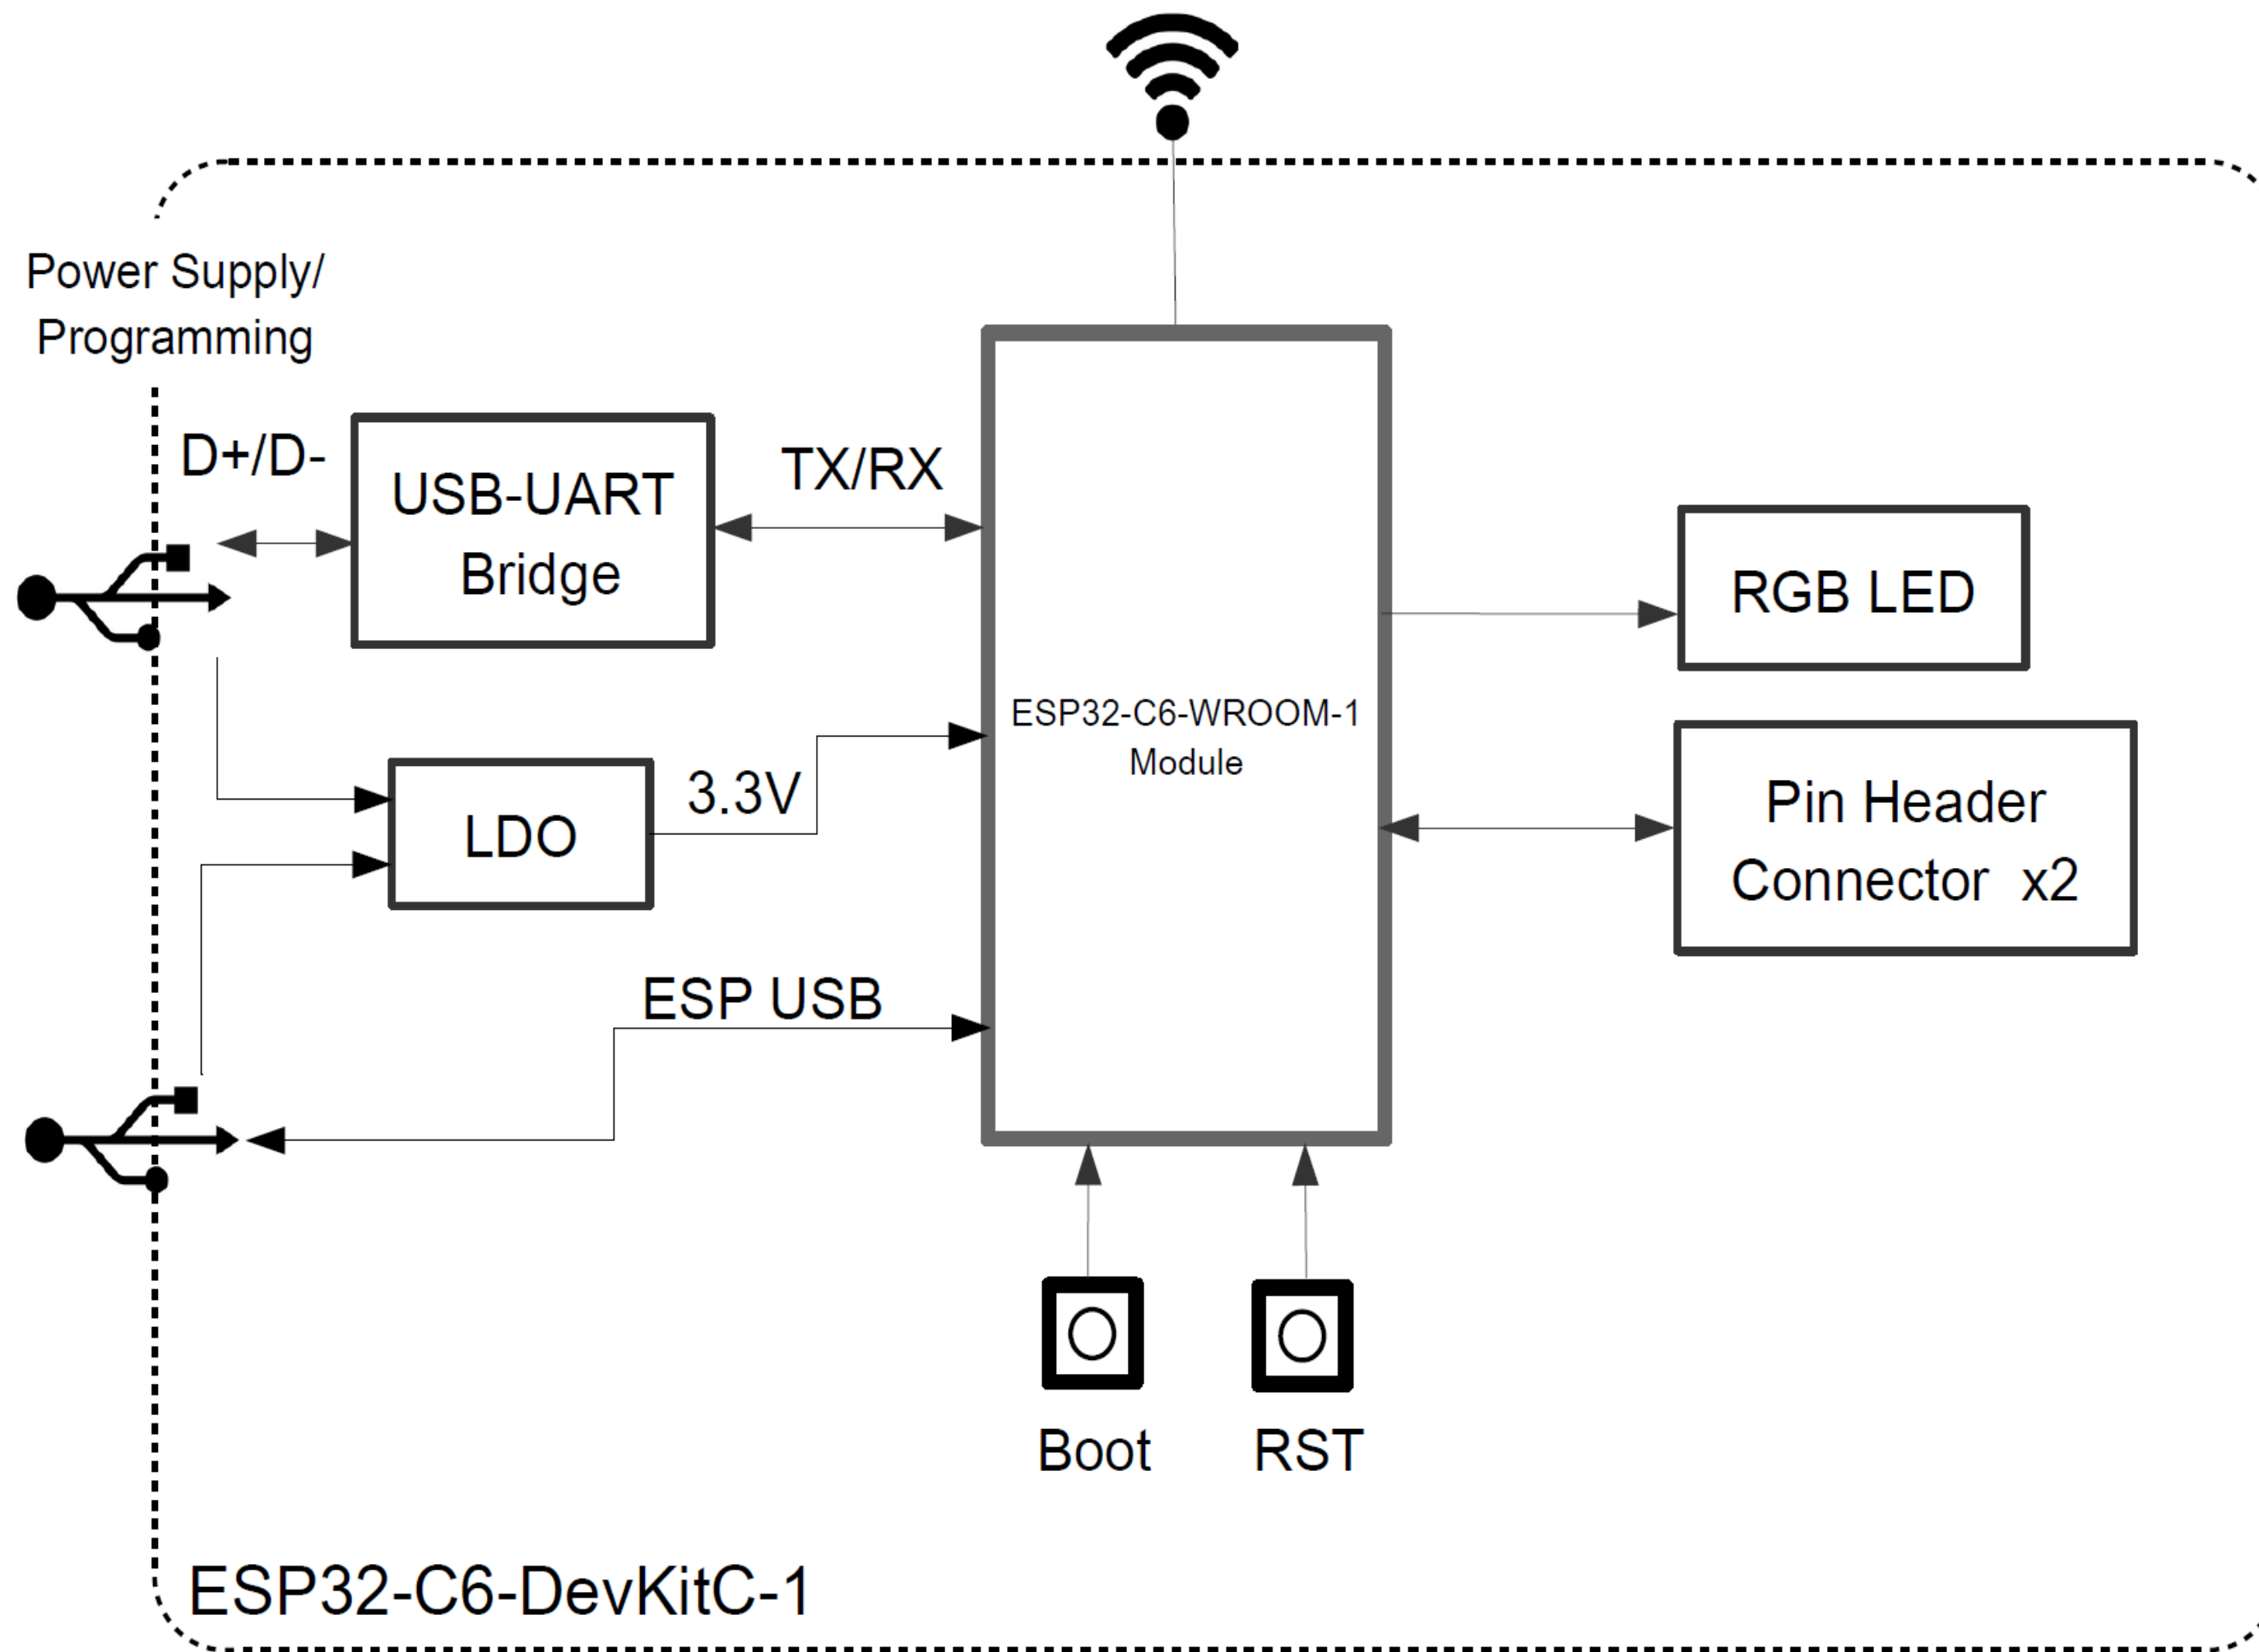 Power Supply/
Programming
D+/D-
USB-UART
Bridge
TX/RX
RGB LED
ESP32-C6-WROOM-1
Module
3.3V
LDO
Pin Header
Connector x2
ESP USB
Boot
RST
ESP32-C6-DevKitC-1